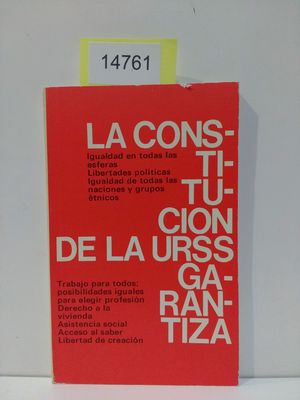 14761
LA CONS-
TI-
TU-
CION
DE LA URSS
GA-
RAN-
TIZA
Igualdad en todas las
esferas
Libertades políticas
Igualdad de todas las
naciones y grupos
étnicos
Trabajo para todos;
posibilidades iguales
para elegir profesión
Derecho a la
vivienda
Asistencia social
Acceso al saber
Libertad de creación